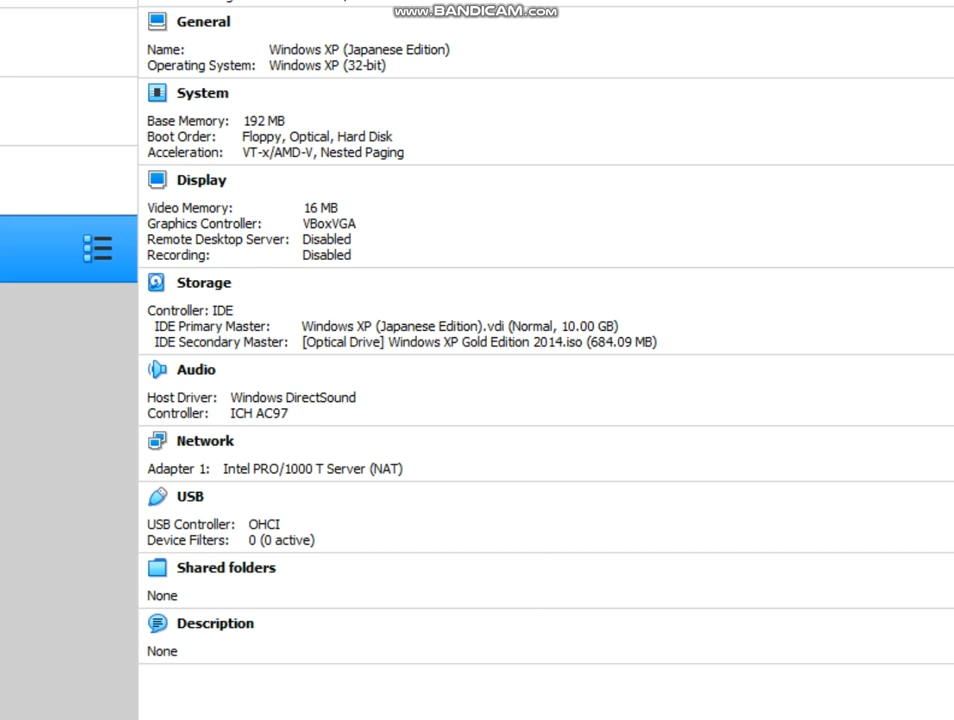 www.BANDICAM.com
General
Name: Windows XP (Japanese Edition)
Operating System: Windows XP (32-bit)
System
Base Memory: 192 MB
Boot Order: Floppy, Optical, Hard Disk
Acceleration: VT-x/AMD-V, Nested Paging
Display
Video Memory: 16 MB
Graphics Controller: VBoxVGA
Remote Desktop Server: Disabled
Recording: Disabled
Storage
Controller: IDE
IDE Primary Master: Windows XP (Japanese Edition).vdi (Normal, 10.00 GB)
IDE Secondary Master: [Optical Drive] Windows XP Gold Edition 2014.iso (684.09 MB)
Audio
Host Driver: Windows DirectSound
Controller: ICH AC97
Network
Adapter 1: Intel PRO/1000 T Server (NAT)
USB
USB Controller: OHCI
Device Filters: 0 (0 active)
Shared folders
None
Description
None